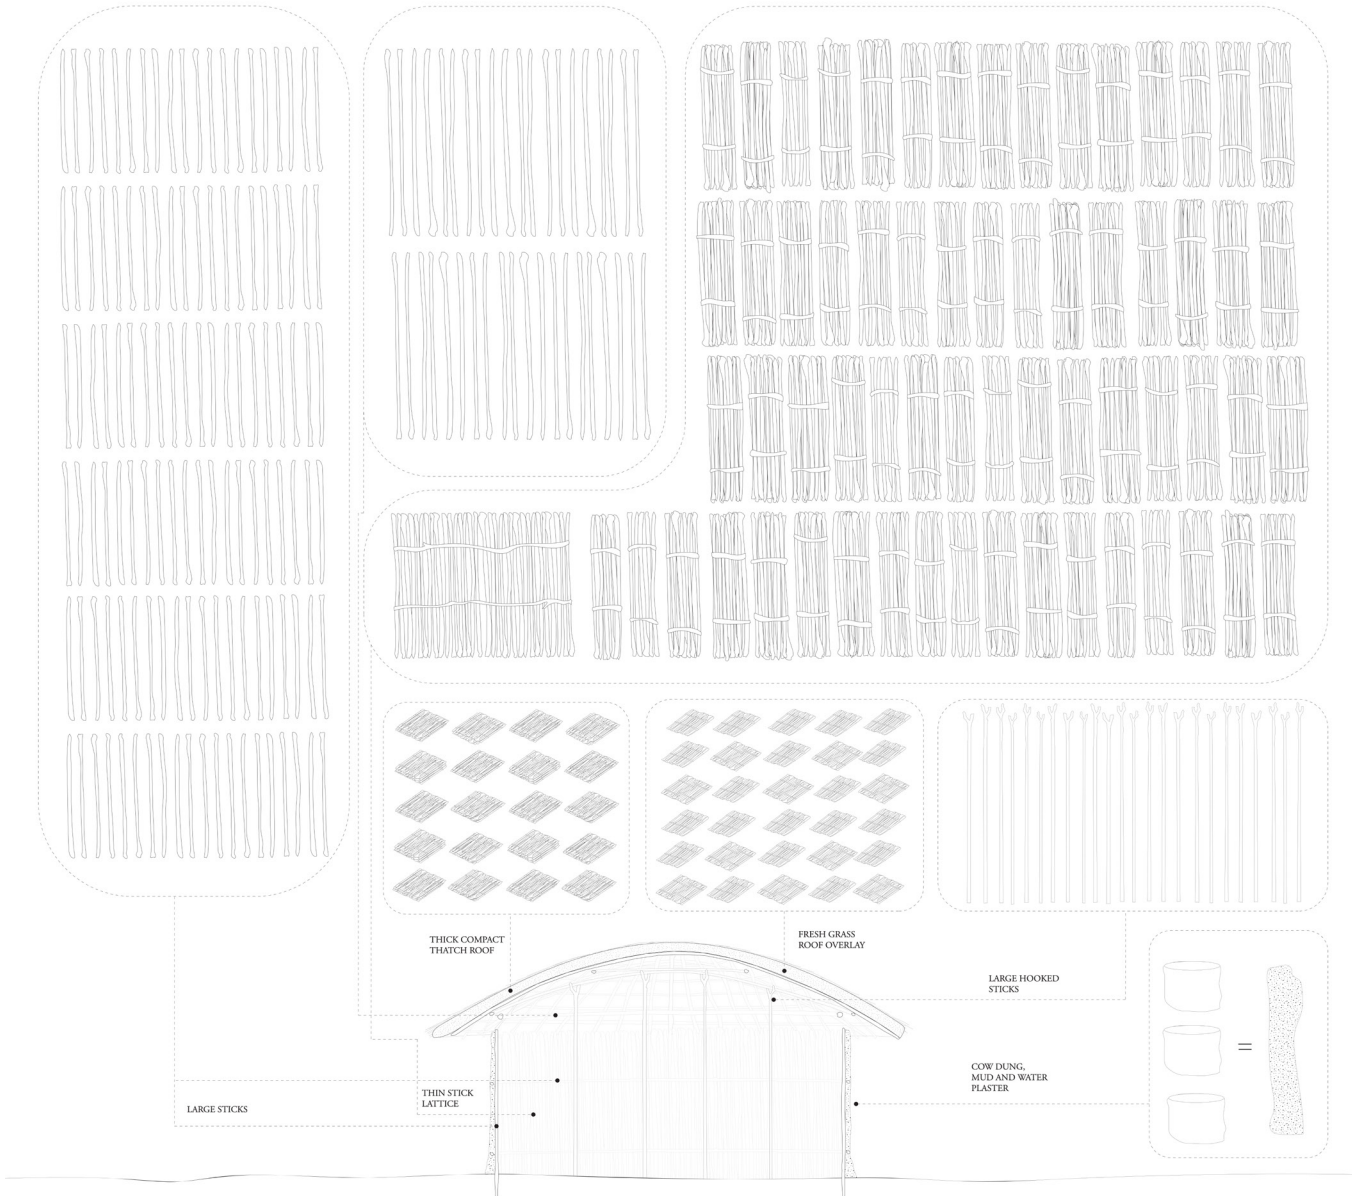 THICK COMPACT
THATCH ROOF
FRESH GRASS
ROOF OVERLAY
LARGE HOOKED
STICKS
COW DUNG,
MUD AND WATER
PLASTER
=
THIN STICK
LATTICE
LARGE STICKS